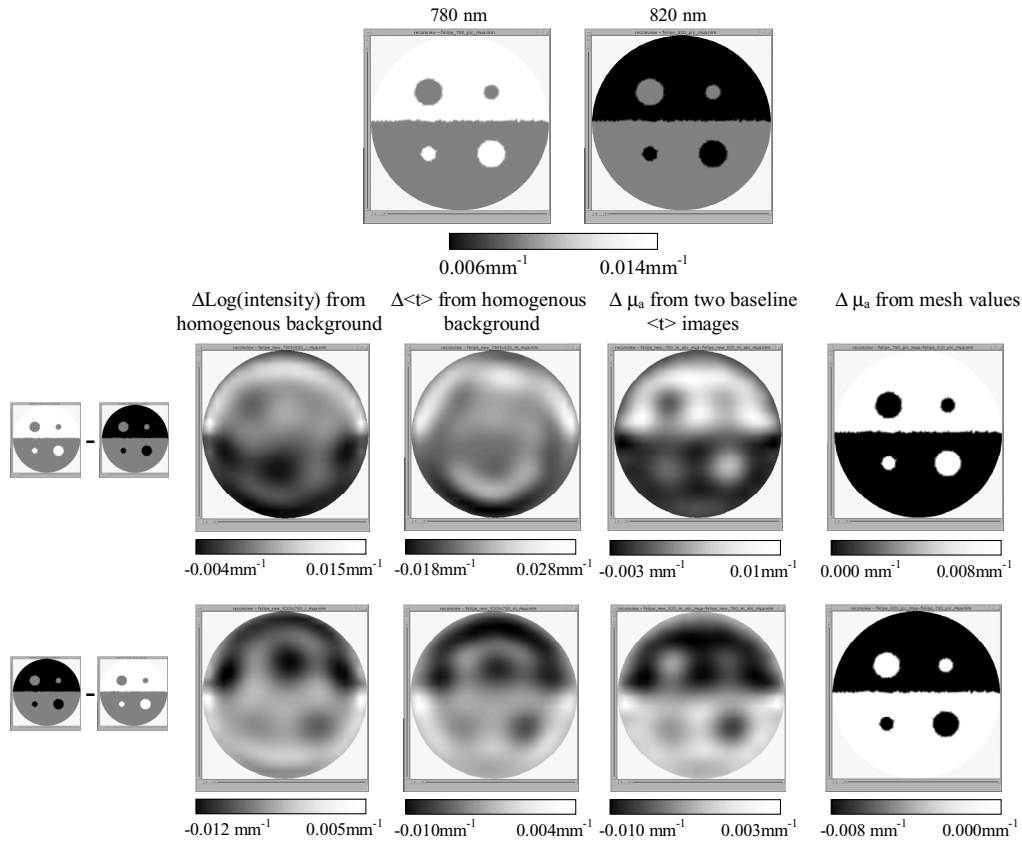 780 nm
820 nm
0.006mm⁻¹
0.014mm⁻¹
ΔLog(intensity) from homogenous background
Δ<t> from homogenous background
Δ μₐ from two baseline <t> images
Δ μₐ from mesh values
-
-0.004mm⁻¹
0.015mm⁻¹
-0.018mm⁻¹
0.028mm⁻¹
-0.003 mm⁻¹
0.01mm⁻¹
0.000 mm⁻¹
0.008mm⁻¹
-
-0.012 mm⁻¹
0.005mm⁻¹
-0.010mm⁻¹
0.004mm⁻¹
-0.010 mm⁻¹
0.003mm⁻¹
-0.008 mm⁻¹
0.000mm⁻¹